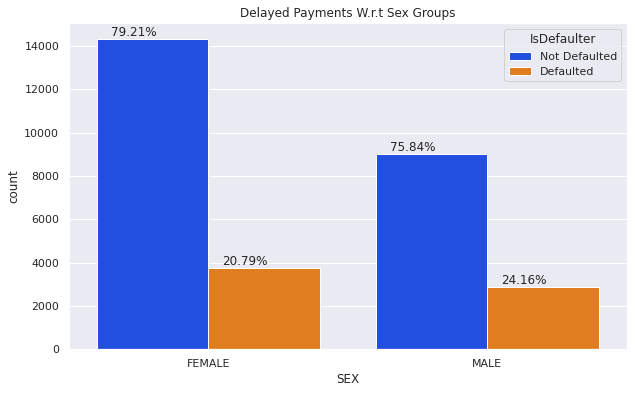 Delayed Payments W.r.t Sex Groups
79.21%
IsDefaulter
Not Defaulted
Defaulted
75.84%
20.79%
24.16%
14000
12000
10000
8000
6000
4000
2000
0
count
FEMALE
MALE
SEX